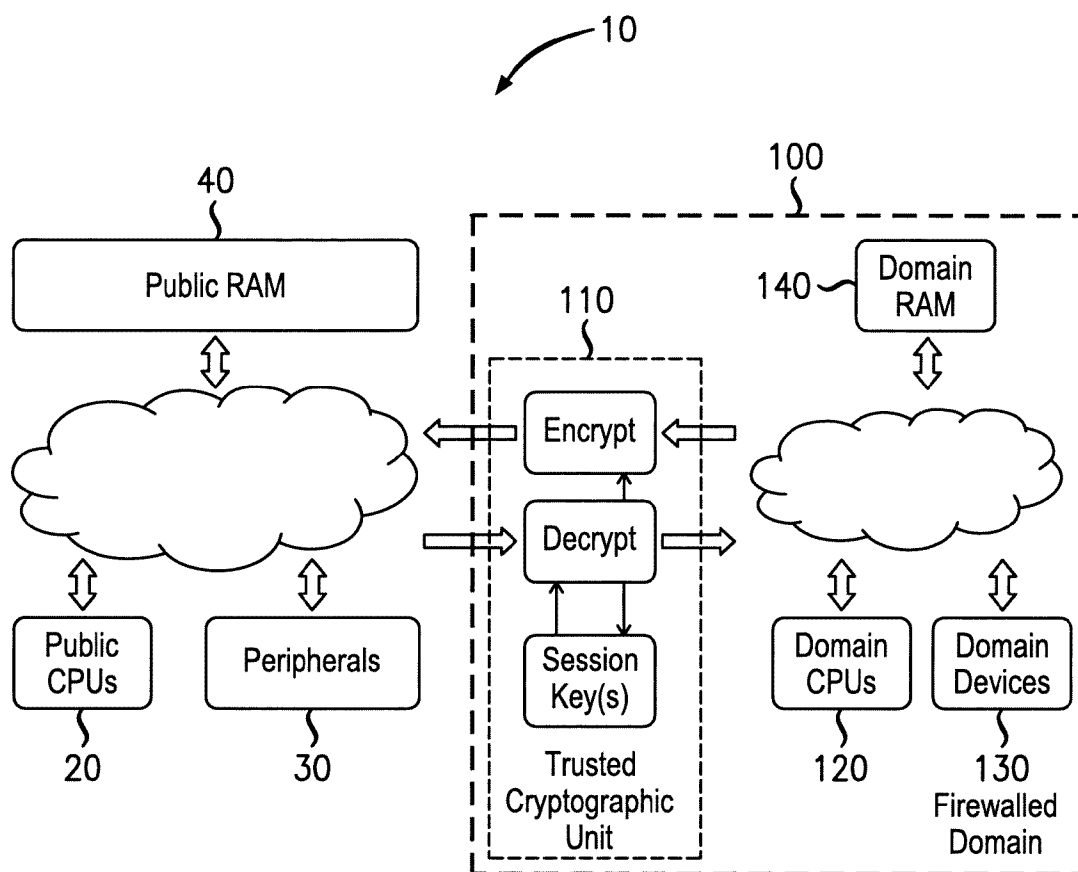 10
100
40
Public RAM
140
Domain
RAM
110
Encrypt
Decrypt
Session
Key(s)
Trusted
Cryptographic
Unit
Public
CPUs
20
Peripherals
30
Domain
CPUs
120
Domain
Devices
130
Firewalled
Domain